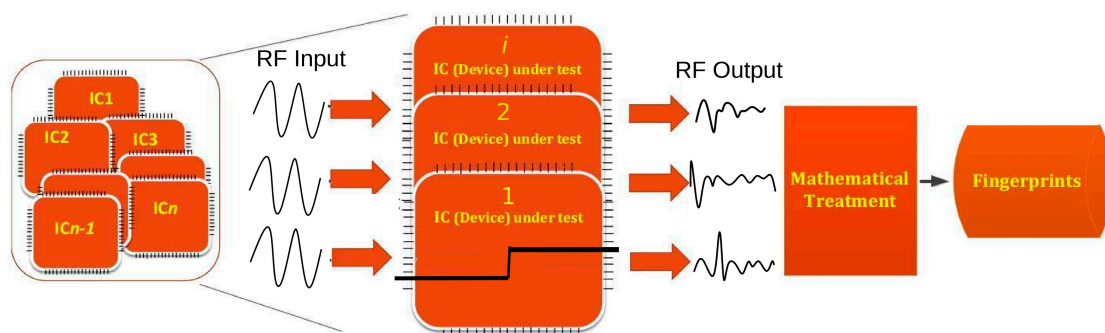 IC1
IC2
IC3
ICn
ICn-1
RF Input
i
IC (Device) under test
2
IC (Device) under test
1
IC (Device) under test
RF Output
Mathematical
Treatment
Fingerprints